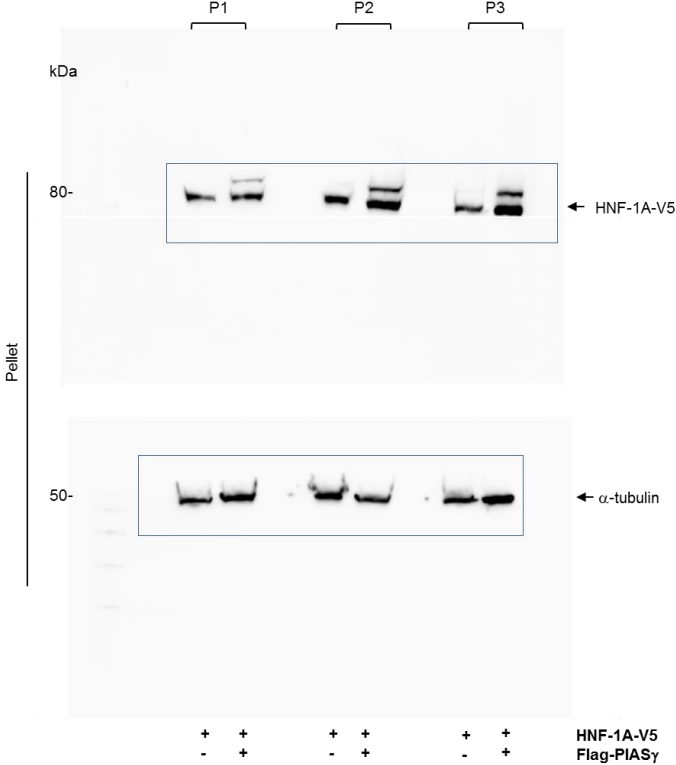 P1 P2 P3
kDa
80-
HNF-1A-V5
Pellet
50-
α-tubulin
+ + + + + + HNF-1A-V5
- + - + - + Flag-PIASγ